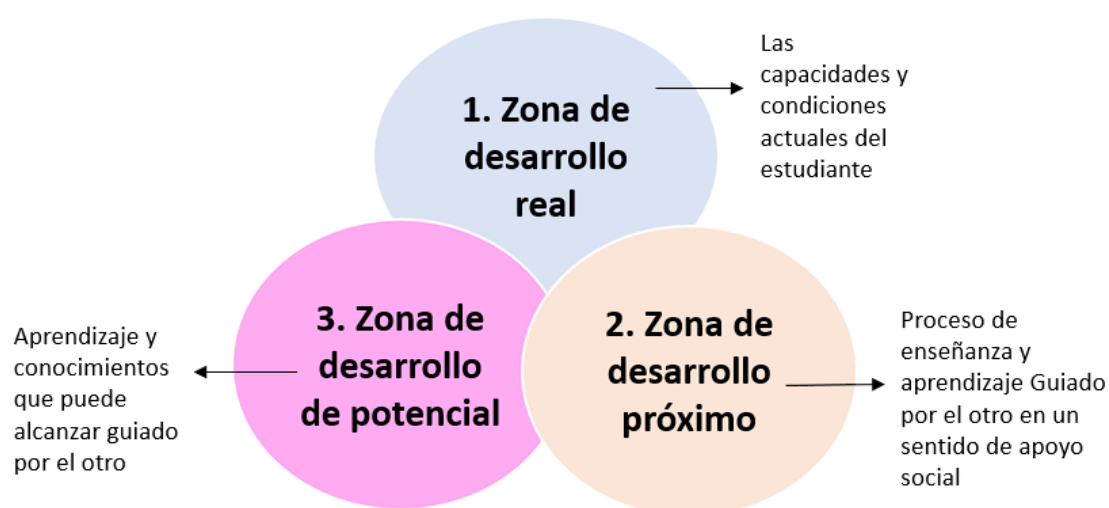 1. Zona de
desarrollo
real
Las
capacidades y
condiciones
actuales del
estudiante
3. Zona de
desarrollo
de potencial
Aprendizaje y
conocimientos
que puede
alcanzar guiado
por el otro
2. Zona de
desarrollo
próximo
Proceso de
enseñanza y
aprendizaje Guiado
por el otro en un
sentido de apoyo
social